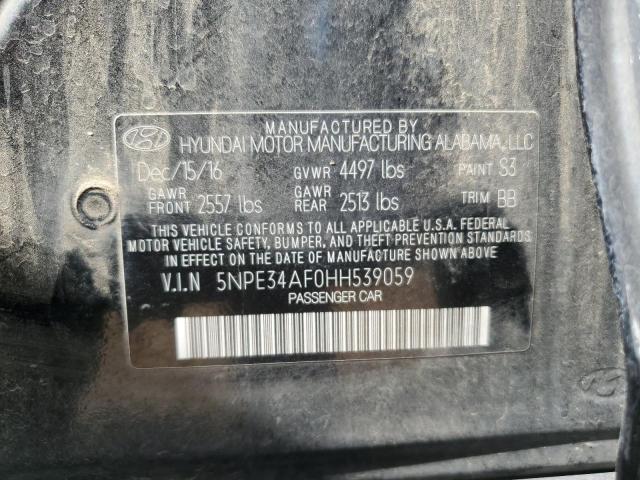 MANUFACTURED BY
HYUNDAI MOTOR MANUFACTURING ALABAMA, LLC
Dec/15/16 GVWR 4497 lbs PAINT S3
GAWR FRONT 2557 lbs GAWR REAR 2513 lbs TRIM BB
THIS VEHICLE CONFORMS TO ALL APPLICABLE U.S.A. FEDERAL
MOTOR VEHICLE SAFETY, BUMPER, AND THEFT PREVENTION STANDARDS
IN EFFECT ON THE DATE OF MANUFACTURE SHOWN ABOVE
V.I.N 5NPE34AF0HH539059
PASSENGER CAR